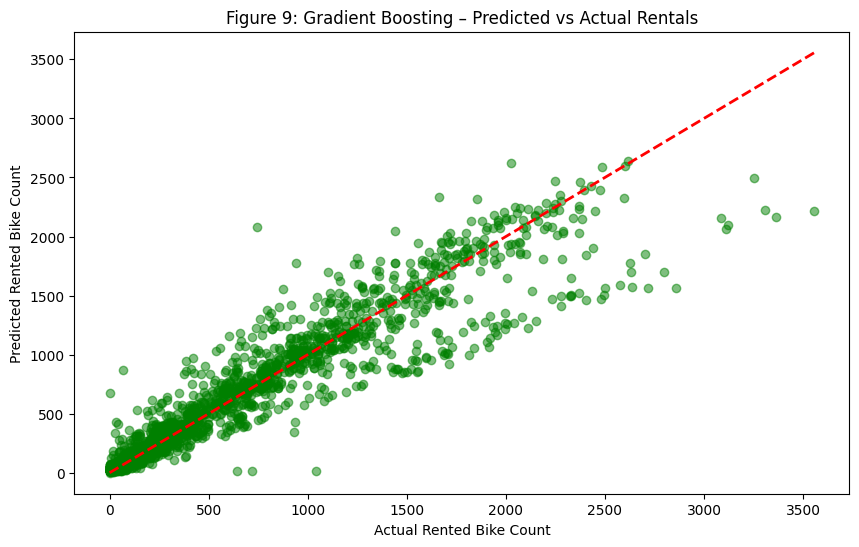 Figure 9: Gradient Boosting – Predicted vs Actual Rentals
3500
3000
2500
2000
1500
1000
500
0
Predicted Rented Bike Count
0 500 1000 1500 2000 2500 3000 3500
Actual Rented Bike Count